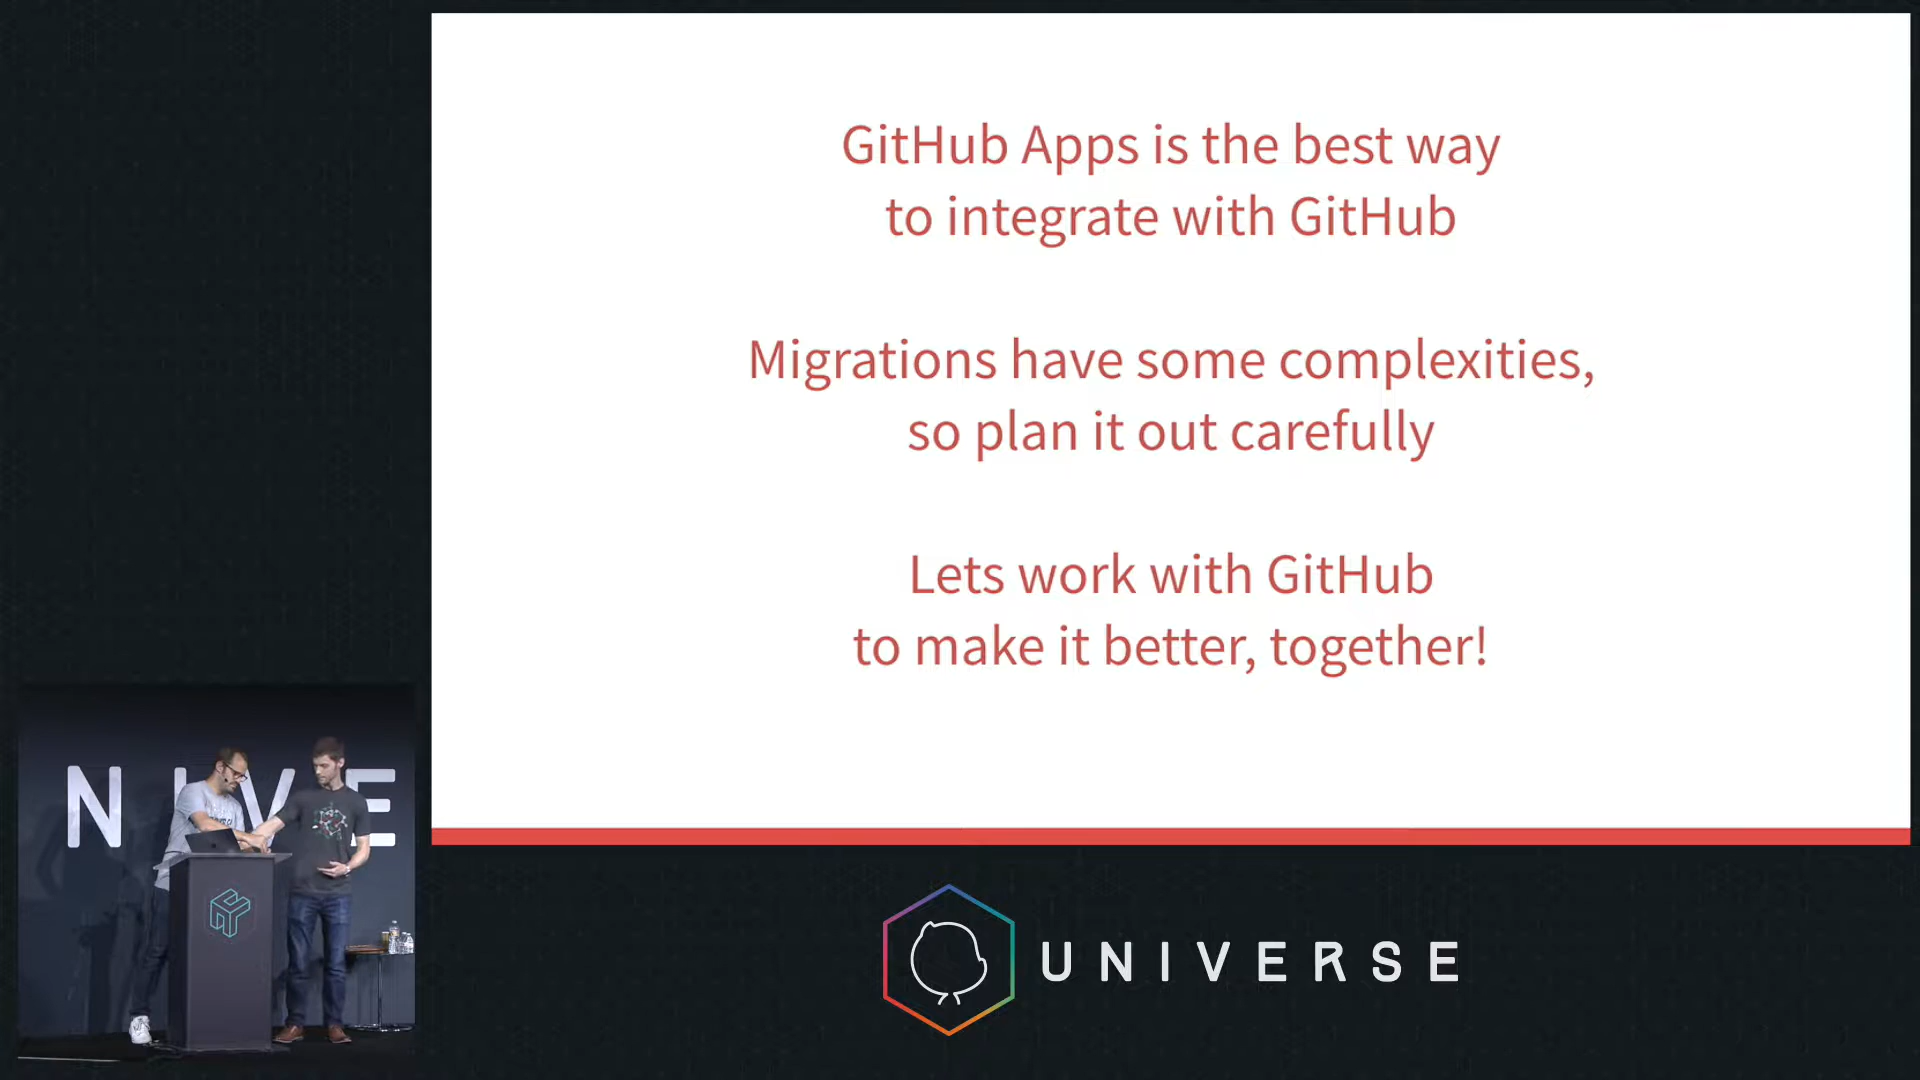 GitHub Apps is the best way
to integrate with GitHub
Migrations have some complexities,
so plan it out carefully
Lets work with GitHub
to make it better, together!
NIVE
UNIVERSE